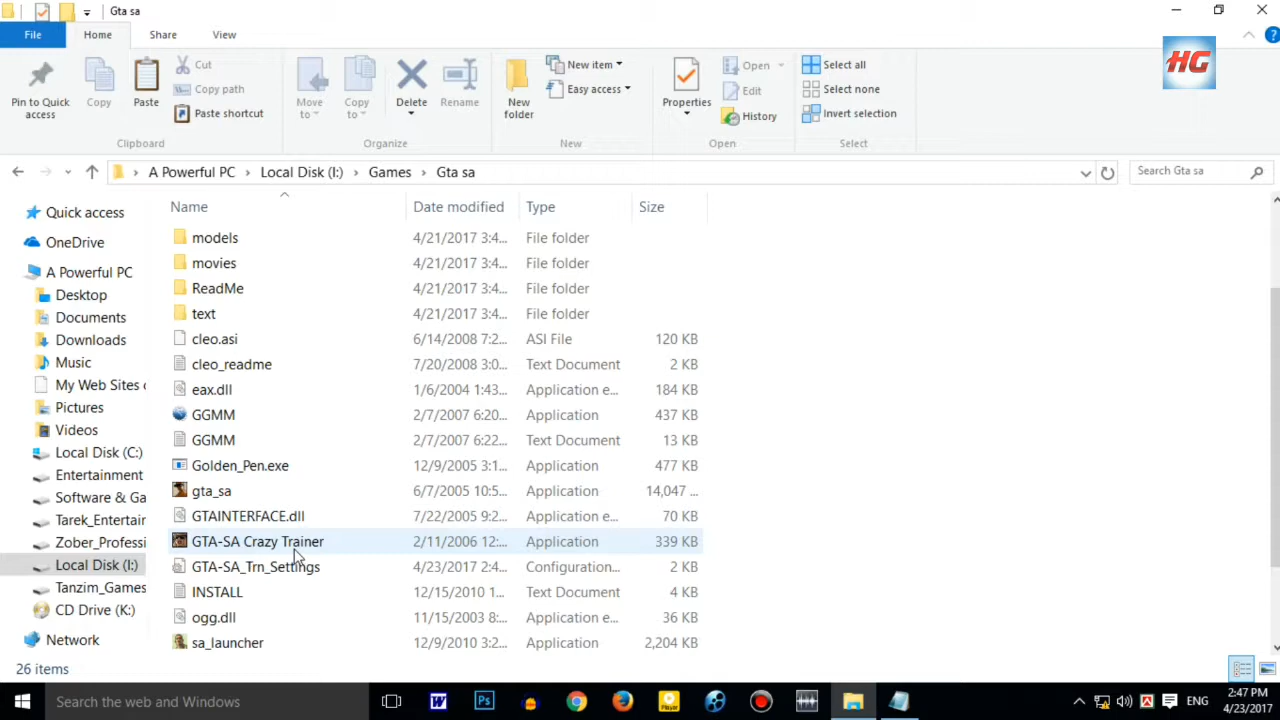 Gta sa
File Home Share View
HG
Pin to Quick access
Copy
Paste
Cut
Copy path
Paste shortcut
Clipboard
Move to
Copy to
Delete
Rename
Organize
New folder
New item
Easy access
New
Properties
Open
Edit
History
Open
Select all
Select none
Invert selection
Select
A Powerful PC Local Disk (I:) Games Gta sa
Search Gta sa
Quick access
OneDrive
A Powerful PC
Desktop
Documents
Downloads
Music
My Web Sites
Pictures
Videos
Local Disk (C:)
Entertainment
Software & Ga
Tarek_Entertair
Zober_Professi
Local Disk (I:)
Tanzim_Games
CD Drive (K:)
Network
Name Date modified Type Size
models 4/21/2017 3:4... File folder
movies 4/21/2017 3:4... File folder
ReadMe 4/21/2017 3:4... File folder
text 4/21/2017 3:4... File folder
cleo.asi 6/14/2008 7:2... ASI File 120 KB
cleo_readme 7/20/2008 3:0... Text Document 2 KB
eax.dll 1/6/2004 1:43... Application e... 184 KB
GGMM 2/7/2007 6:20... Application 437 KB
GGMM 2/7/2007 6:22... Text Document 13 KB
Golden_Pen.exe 12/9/2005 3:1... Application 477 KB
gta_sa 6/7/2005 10:5... Application 14,047 ...
GTAINTERFACE.dll 7/22/2005 9:2... Application e... 70 KB
GTA-SA Crazy Trainer 2/11/2006 12:... Application 339 KB
GTA-SA_Trn_Settings 4/23/2017 2:4... Configuration... 2 KB
INSTALL 12/15/2010 1... Text Document 4 KB
ogg.dll 11/15/2003 8:... Application e... 36 KB
sa_launcher 12/9/2010 3:2... Application 2,204 KB
26 items
Search the web and Windows
ENG
2:47 PM
4/23/2017